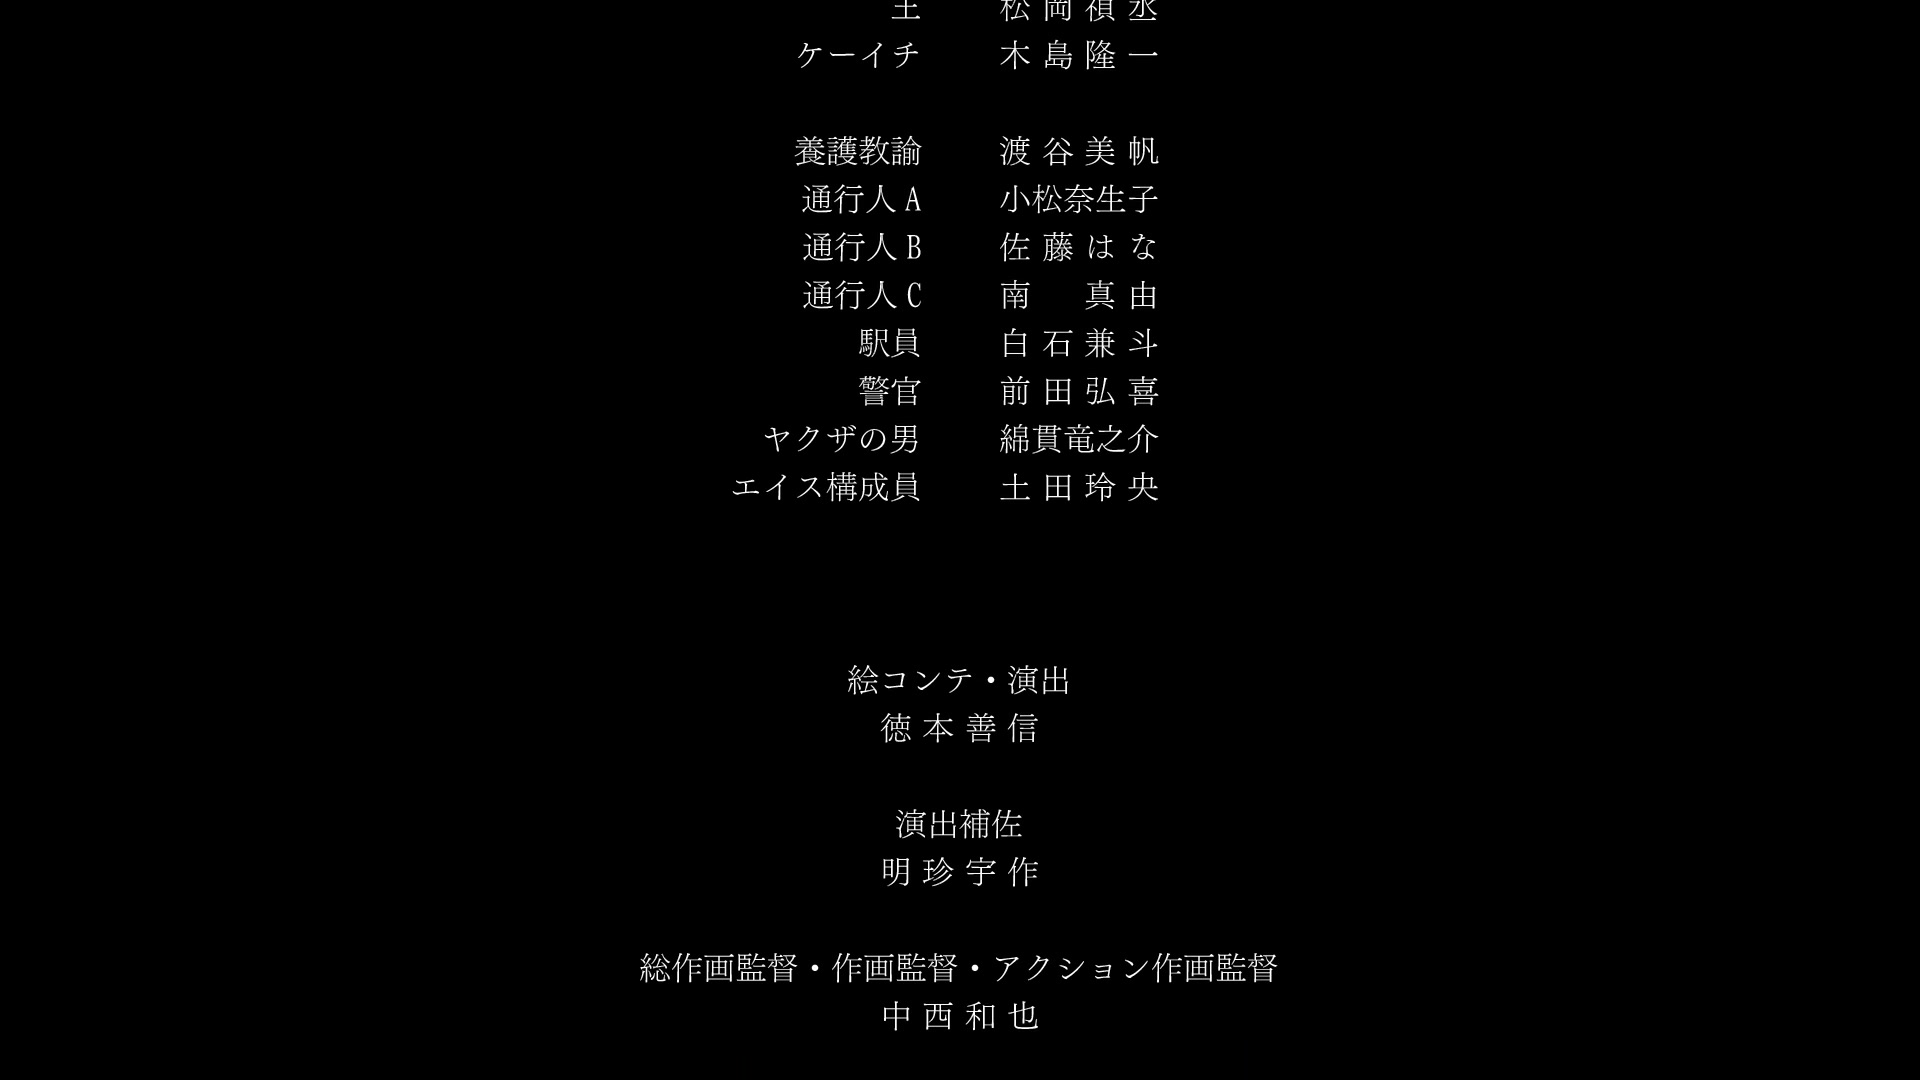 王 松岡禎丞
ケーイチ 木島隆一
養護教諭 渡谷美帆
通行人A 小松奈生子
通行人B 佐藤はな
通行人C 南 真由
駅員 白石兼斗
警官 前田弘喜
ヤクザの男 綿貫竜之介
エイス構成員 土田玲央
絵コンテ・演出
徳本善信
演出補佐
明珍宇作
総作画監督・作画監督・アクション作画監督
中西和也